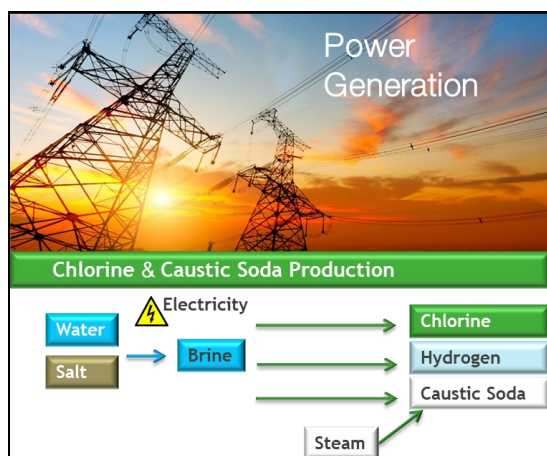 Power
Generation
Chlorine & Caustic Soda Production
Electricity
Water
Salt
Brine
Chlorine
Hydrogen
Caustic Soda
Steam